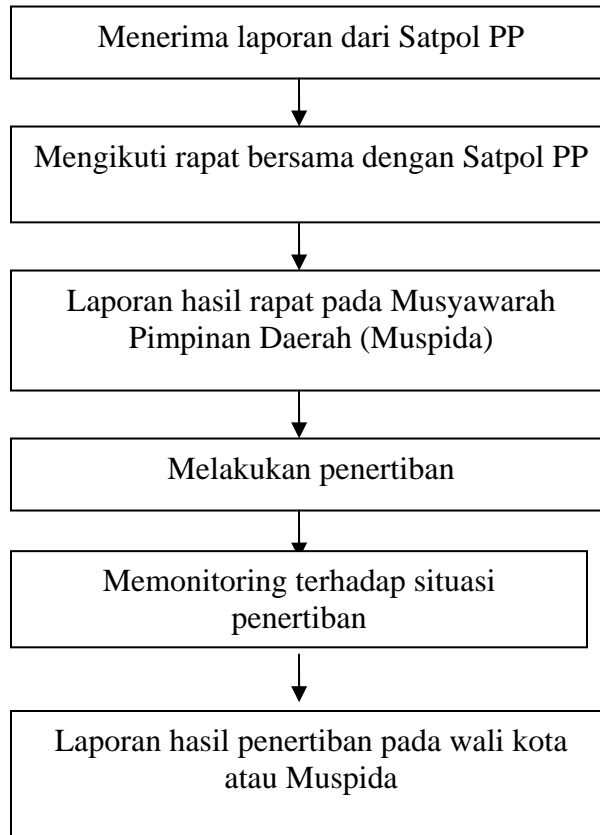 Menerima laporan dari Satpol PP
Mengikuti rapat bersama dengan Satpol PP
Laporan hasil rapat pada Musyawarah
Pimpinan Daerah (Muspida)
Melakukan penertiban
Memonitoring terhadap situasi
penertiban
Laporan hasil penertiban pada wali kota
atau Muspida